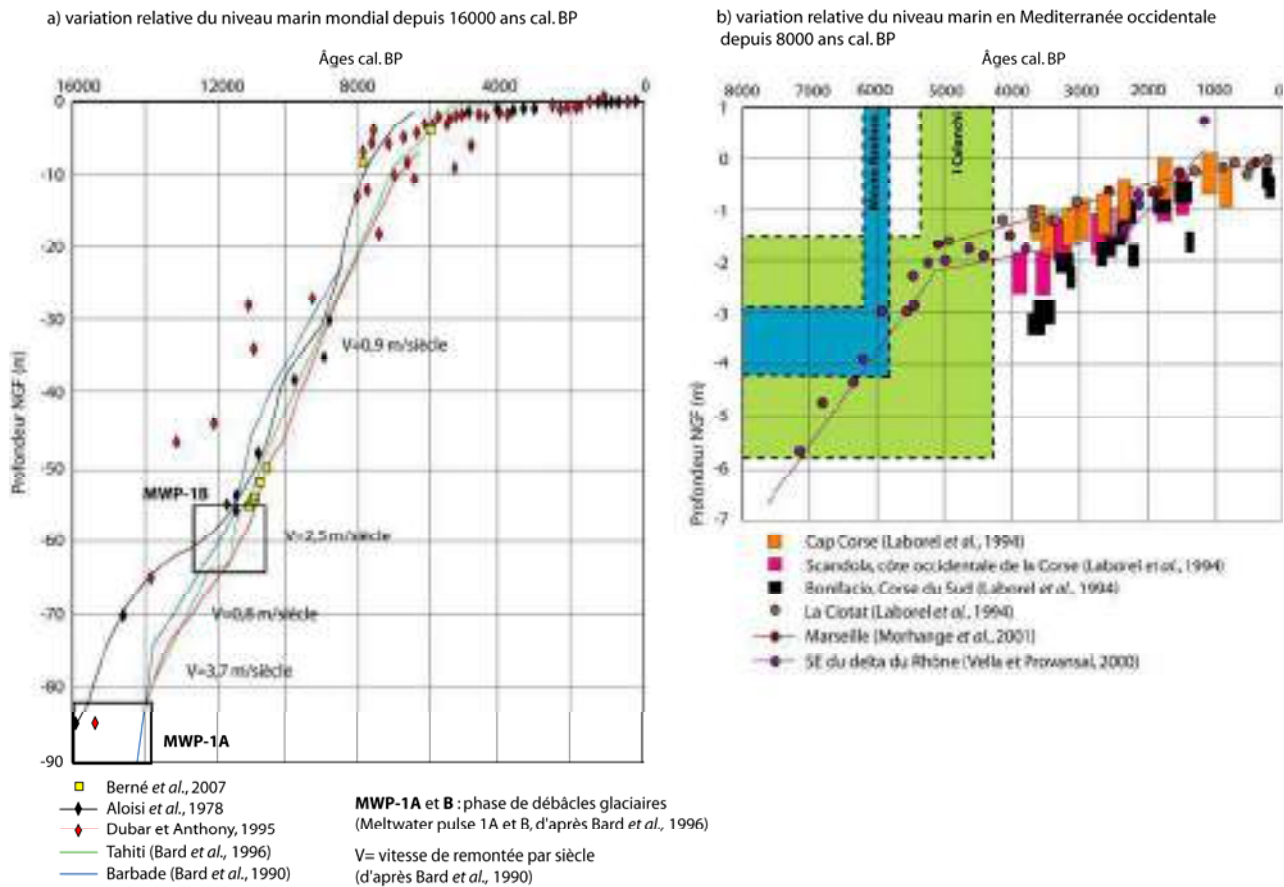 a) variation relative du niveau marin mondial depuis 16000 ans cal. BP
Âges cal. BP
16000 12000 8000 4000 0
Profondeur NGF (m)
0
-10
-20
-30
-40
-50
-60
-70
-80
-90
V=0,9 m/siècle
MWP-1B
V=2,5 m/siècle
V=0,8 m/siècle
V=3,7 m/siècle
MWP-1A
Berné et al., 2007
Aloisi et al., 1978
Dubar et Anthony, 1995
Tahiti (Bard et al., 1996)
Barbade (Bard et al., 1990)
MWP-1A et B : phase de débâcles glaciaires
(Meltwater pulse 1A et B, d'après Bard et al., 1996)
V= vitesse de remontée par siècle
(d'après Bard et al., 1990)
b) variation relative du niveau marin en Mediterranée occidentale
depuis 8000 ans cal. BP
Âges cal. BP
8000 7000 6000 5000 4000 3000 2000 1000 0
Profondeur NGF (m)
1
0
-1
-2
-3
-4
-5
-6
-7
I Calanchi
Cap Corse (Laborel et al., 1994)
Scandola, côte occidentale de la Corse (Laborel et al., 1994)
Bonifacio, Corse du Sud (Laborel et al., 1994)
La Ciotat (Laborel et al., 1994)
Marseille (Morhange et al., 2001)
SE du delta du Rhône (Vella et Provansal, 2000)